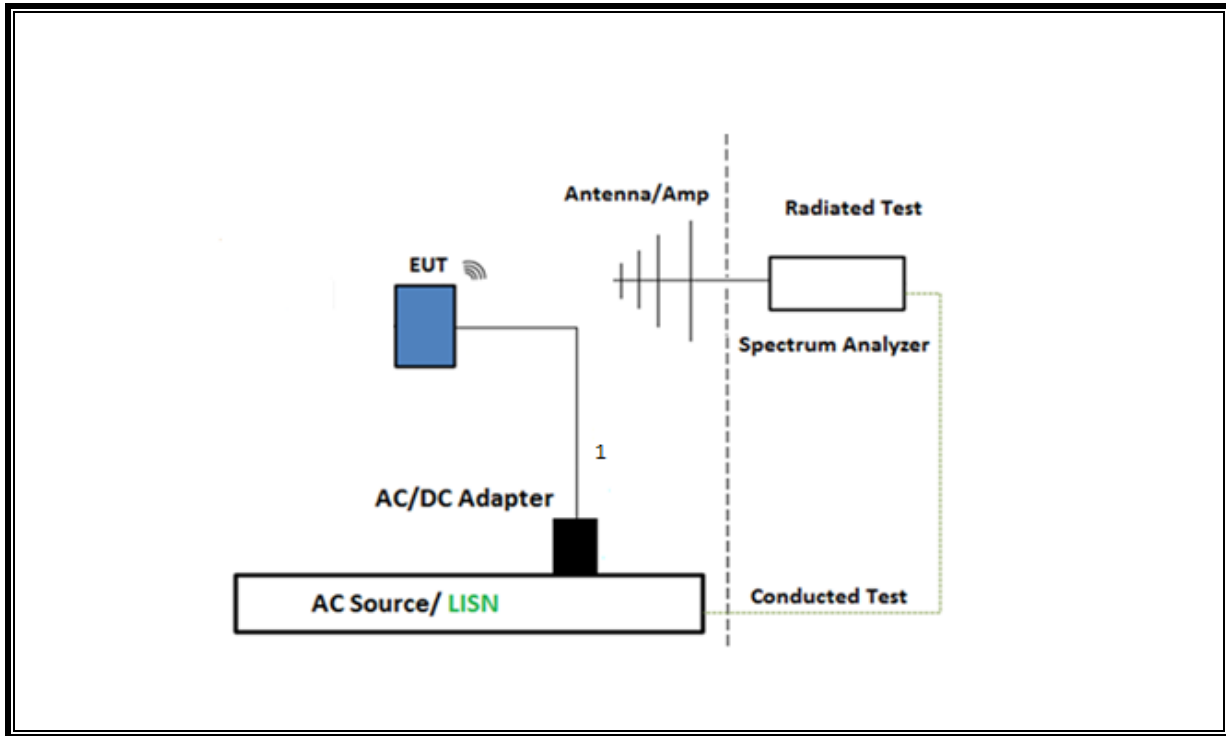 Antenna/Amp
Radiated Test
EUT
Spectrum Analyzer
1
AC/DC Adapter
AC Source/ LISN
Conducted Test